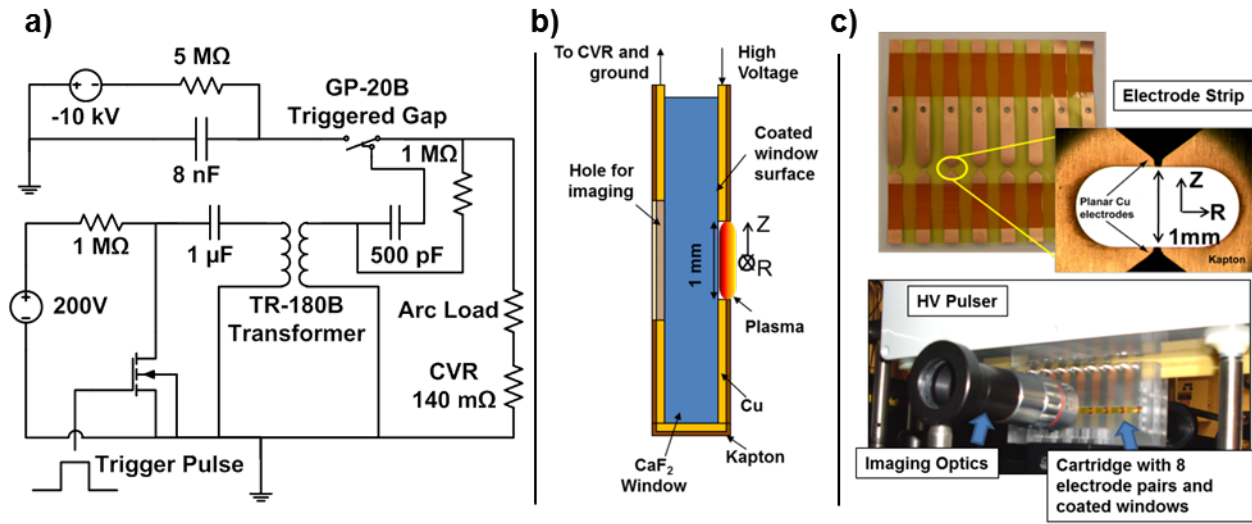 a)
5 MΩ
-10 kV
8 nF
GP-20B
Triggered Gap
1 MΩ
1 MΩ
1 µF
500 pF
200V
TR-180B
Transformer
Arc Load
CVR
140 mΩ
Trigger Pulse
b)
To CVR and
ground
High
Voltage
Coated
window
surface
Hole for
imaging
Z
R
1 mm
Plasma
Cu
Kapton
CaF2
Window
c)
Electrode Strip
Planar Cu
electrodes
Z
R
1mm
Kapton
HV Pulser
Imaging Optics
Cartridge with 8
electrode pairs and
coated windows